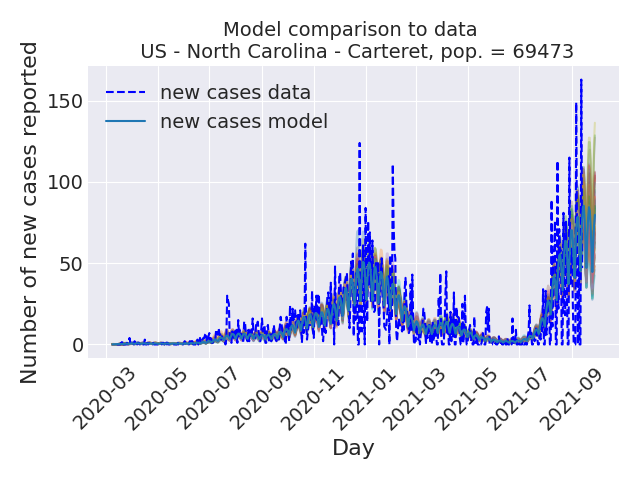 Model comparison to data
US - North Carolina - Carteret, pop. = 69473
Number of new cases reported
150
100
50
0
new cases data
new cases model
2020-03
2020-05
2020-07
2020-09
2020-11
2021-01
2021-03
2021-05
2021-07
2021-09
Day